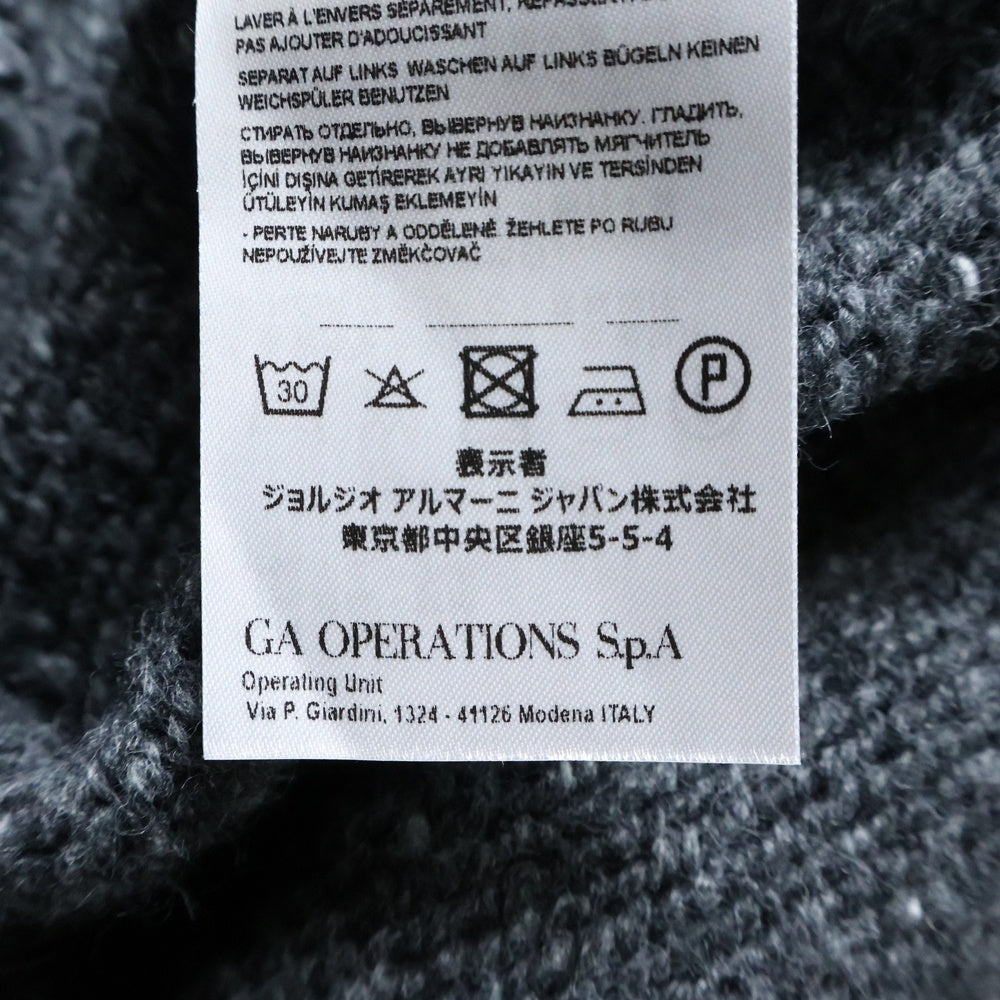 LAVER À L'ENVERS SÉPARÉMENT, REPASSER
PAS AJOUTER D'ADOUCISSANT
SEPARAT AUF LINKS WASCHEN AUF LINKS BÜGELN KEINEN
WEICHSPÜLER BENUTZEN
СТИРАТЬ ОТДЕЛЬНО, ВЫВЕРНУВ НАИЗНАНКУ. ГЛАДИТЬ,
ВЫВЕРНУВ НАИЗНАНКУ НЕ ДОБАВЛЯТЬ МЯГЧИТЕЛЬ
İÇİNİ DIŞINA GETİREREK AYRI YIKAYIN VE TERSİNDEN
ÜTÜLEYİN KUMAŞ EKLEMEYİN
- PERTE NARUBY A ODDĚLENĚ. ŽEHLETE PO RUBU
NEPOUŽÍVEJTE ZMĚKČOVAČ
30 P
表示者
ジョルジオ アルマーニ ジャパン株式会社
東京都中央区銀座5-5-4
GA OPERATIONS S.p.A
Operating Unit
Via P. Giardini, 1324 - 41126 Modena ITALY